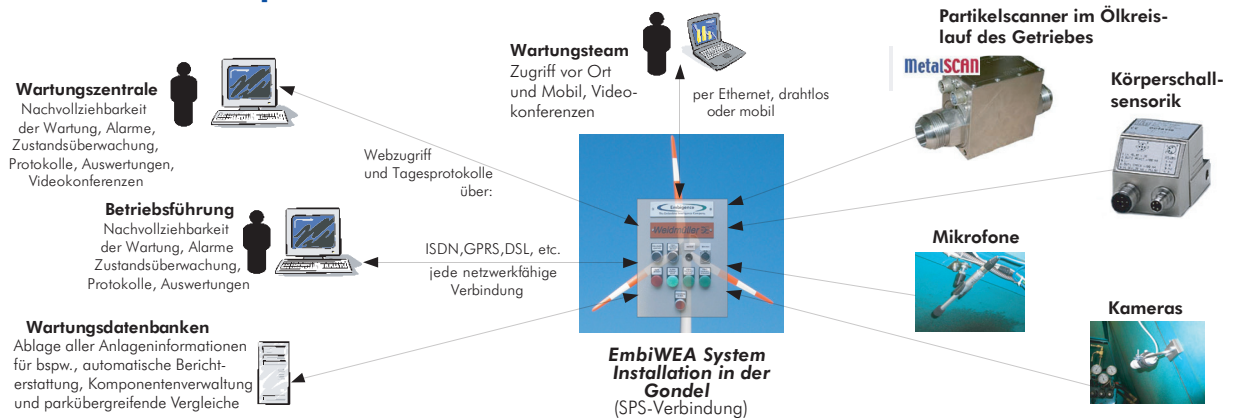 Wartungszentrale
Nachvollziehbarkeit
der Wartung, Alarme,
Zustandsüberwachung,
Protokolle, Auswertungen,
Videokonferenzen
Betriebsführung
Nachvollziehbarkeit
der Wartung, Alarme
Zustandsüberwachung,
Protokolle, Auswertungen
Wartungsdatenbanken
Ablage aller Anlageninformationen
für bspw., automatische Bericht-
erstattung, Komponentenverwaltung
und parkübergreifende Vergleiche
Webzugriff
und Tagesprotokolle
über:
ISDN,GPRS,DSL, etc.
jede netzwerkfähige
Verbindung
Wartungsteam
Zugriff vor Ort
und Mobil, Video-
konferenzen
per Ethernet, drahtlos
oder mobil
Weidmüller
EmbiWEA System
Installation in der
Gondel
(SPS-Verbindung)
Partikelscanner im Ölkreis-
lauf des Getriebes
MetalSCAN
Körperschall-
sensorik
Mikrofone
Kameras